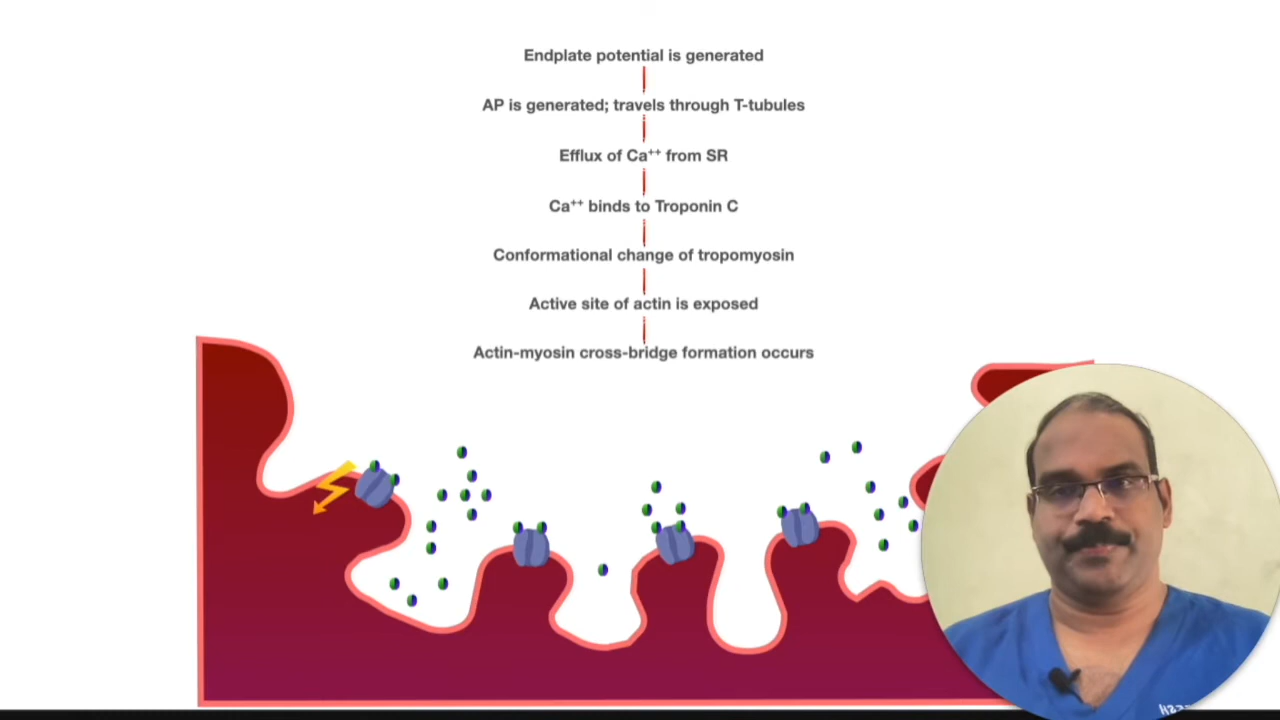 Endplate potential is generated
AP is generated; travels through T-tubules
Efflux of Ca⁺⁺ from SR
Ca⁺⁺ binds to Troponin C
Conformational change of tropomyosin
Active site of actin is exposed
Actin-myosin cross-bridge formation occurs